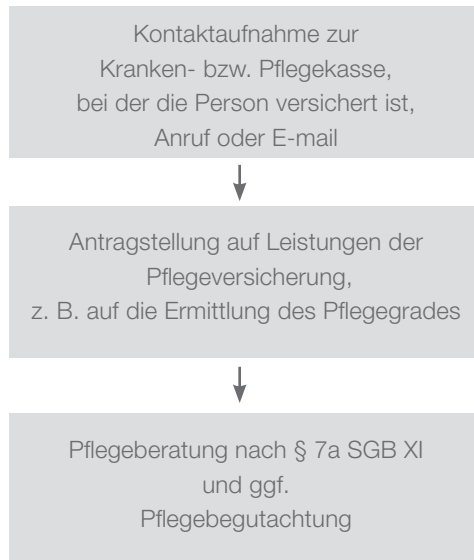 Kontaktaufnahme zur
Kranken- bzw. Pflegekasse,
bei der die Person versichert ist,
Anruf oder E-mail
Antragstellung auf Leistungen der
Pflegeversicherung,
z. B. auf die Ermittlung des Pflegegrades
Pflegeberatung nach § 7a SGB XI
und ggf.
Pflegebegutachtung